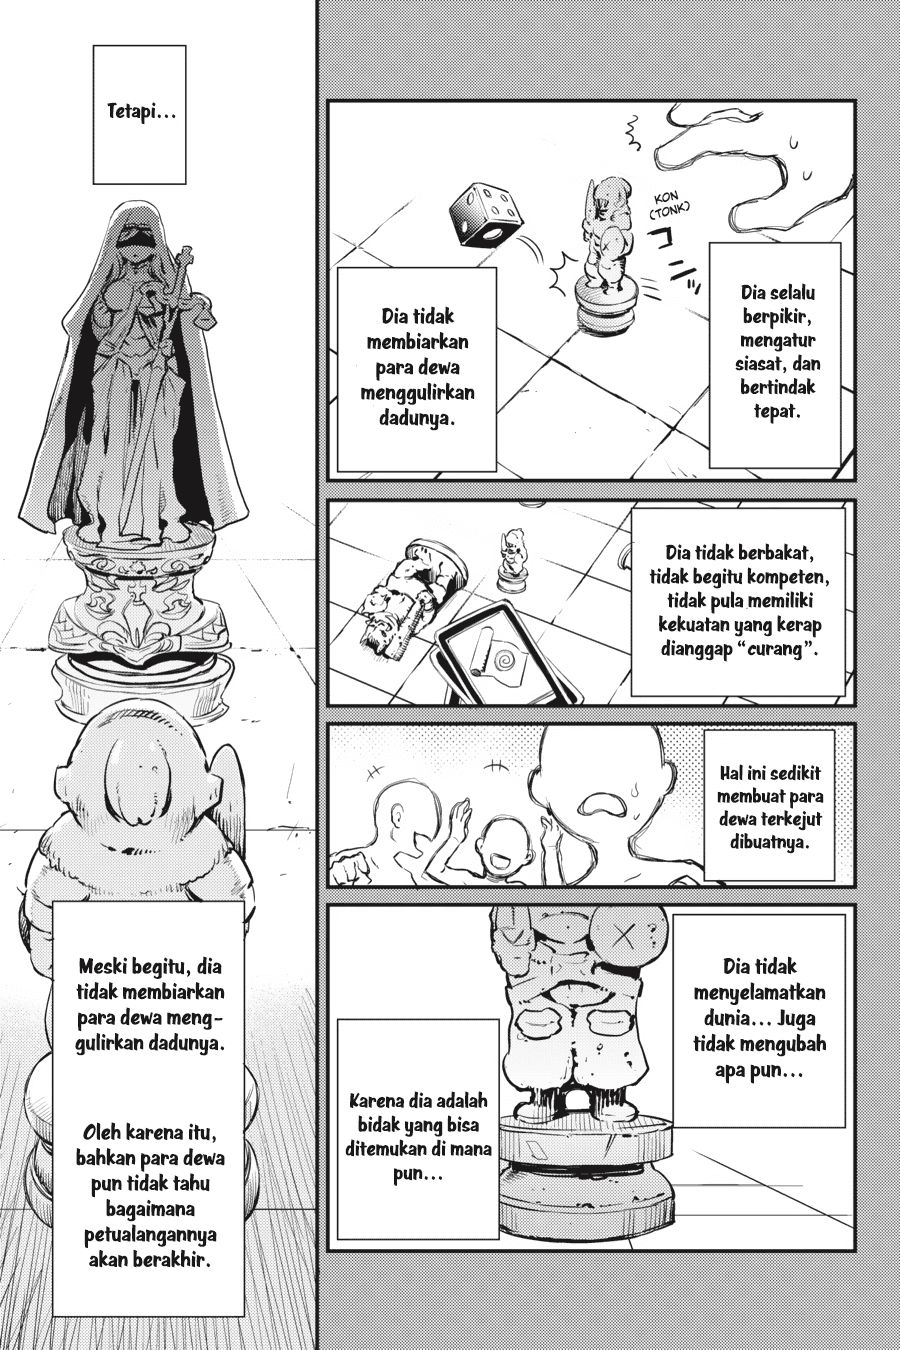 Dia selalu
berpikir,
mengatur
siasat, dan
bertindak
tepat.
KON
(TONK)
コッ
Dia tidak
membiarkan
para dewa
menggulirkan
dadunya.
Dia tidak berbakat,
tidak begitu kompeten,
tidak pula memiliki
kekuatan yang kerap
dianggap “curang”.
Hal ini sedikit
membuat para
dewa terkejut
dibuatnya.
Dia tidak
menyelamatkan
dunia... Juga
tidak mengubah
apa pun...
Karena dia adalah
bidak yang bisa
ditemukan di mana
pun...
Tetapi...
Meski begitu, dia
tidak membiarkan
para dewa meng-
gulirkan dadunya.
Oleh karena itu,
bahkan para dewa
pun tidak tahu
bagaimana
petualangannya
akan berakhir.